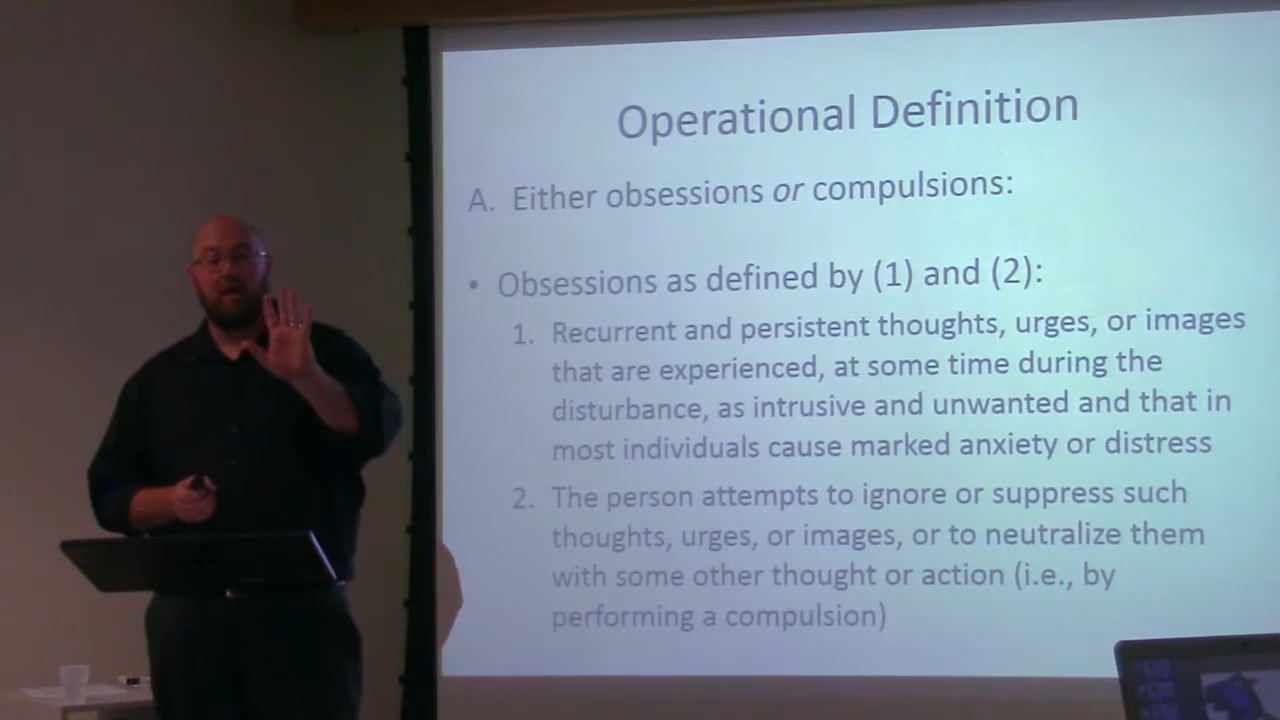 Operational Definition
A. Either obsessions or compulsions:
• Obsessions as defined by (1) and (2):
1. Recurrent and persistent thoughts, urges, or images
that are experienced, at some time during the
disturbance, as intrusive and unwanted and that in
most individuals cause marked anxiety or distress
2. The person attempts to ignore or suppress such
thoughts, urges, or images, or to neutralize them
with some other thought or action (i.e., by
performing a compulsion)